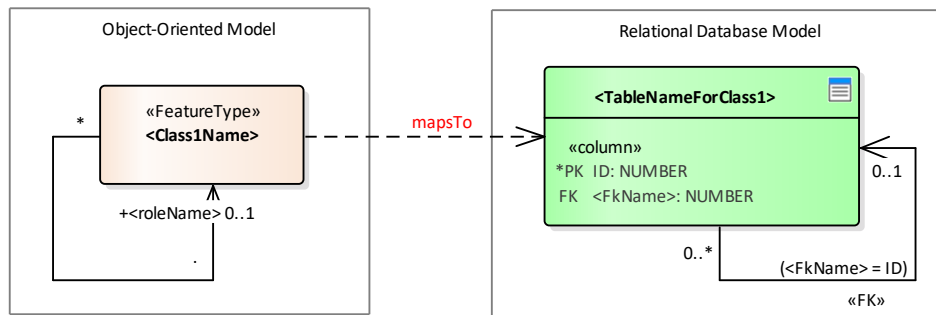 Object-Oriented Model
Relational Database Model
«FeatureType»
<Class1Name>
*
+<roleName> 0..1
.
mapsTo
<TableNameForClass1>
«column»
*PK ID: NUMBER
FK <FkName>: NUMBER
0..1
0..*
(<FkName> = ID)
«FK»